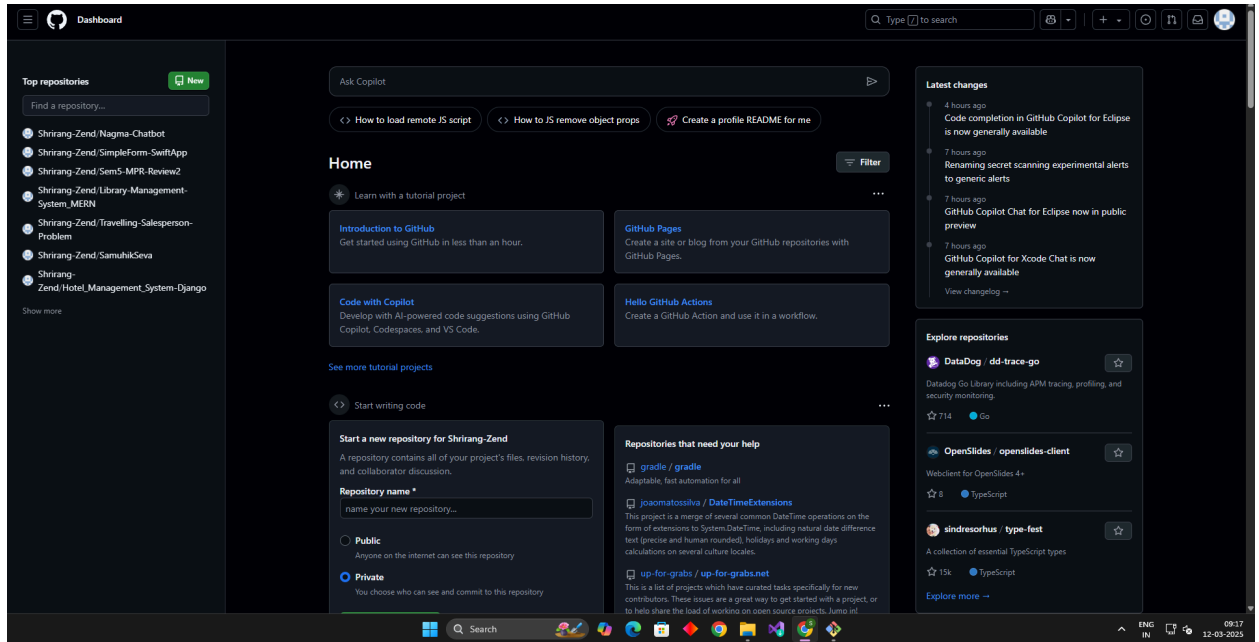 Dashboard
Type / to search
Top repositories
New
Find a repository...
Shrirang-Zend/Nagma-Chatbot
Shrirang-Zend/SimpleForm-SwiftApp
Shrirang-Zend/Sem5-MPR-Review2
Shrirang-Zend/Library-Management-
System_MERN
Shrirang-Zend/Travelling-Salesperson-
Problem
Shrirang-Zend/SamuhikSeva
Shrirang-
Zend/Hotel_Management_System-Django
Show more
Ask Copilot
How to load remote JS script
How to JS remove object props
Create a profile README for me
Home
Filter
Learn with a tutorial project
Introduction to GitHub
Get started using GitHub in less than an hour.
GitHub Pages
Create a site or blog from your GitHub repositories with
GitHub Pages.
Code with Copilot
Develop with AI-powered code suggestions using GitHub
Copilot, Codespaces, and VS Code.
Hello GitHub Actions
Create a GitHub Action and use it in a workflow.
See more tutorial projects
Start writing code
Start a new repository for Shrirang-Zend
A repository contains all of your project's files, revision history,
and collaborator discussion.
Repository name *
name your new repository...
Public
Anyone on the internet can see this repository
Private
You choose who can see and commit to this repository
Repositories that need your help
gradle / gradle
Adaptable, fast automation for all
joaomatossilva / DateTimeExtensions
This project is a merge of several common DateTime operations on the
form of extensions to System.DateTime, including natural date difference
text (precise and human rounded), holidays and working days
calculations on several culture locales.
up-for-grabs / up-for-grabs.net
This is a list of projects which have curated tasks specifically for new
contributors. These issues are a great way to get started with a project, or
to help share the load of working on open source projects. Jump in!
Latest changes
4 hours ago
Code completion in GitHub Copilot for Eclipse
is now generally available
7 hours ago
Renaming secret scanning experimental alerts
to generic alerts
7 hours ago
GitHub Copilot Chat for Eclipse now in public
preview
7 hours ago
GitHub Copilot for Xcode Chat is now
generally available
View changelog →
Explore repositories
DataDog / dd-trace-go
Datadog Go Library including APM tracing, profiling, and
security monitoring.
714 Go
OpenSlides / openslides-client
Webclient for OpenSlides 4+
8 TypeScript
sindresorhus / type-fest
A collection of essential TypeScript types
15k TypeScript
Explore more →
Search
ENG
IN
09:17
12-03-2025